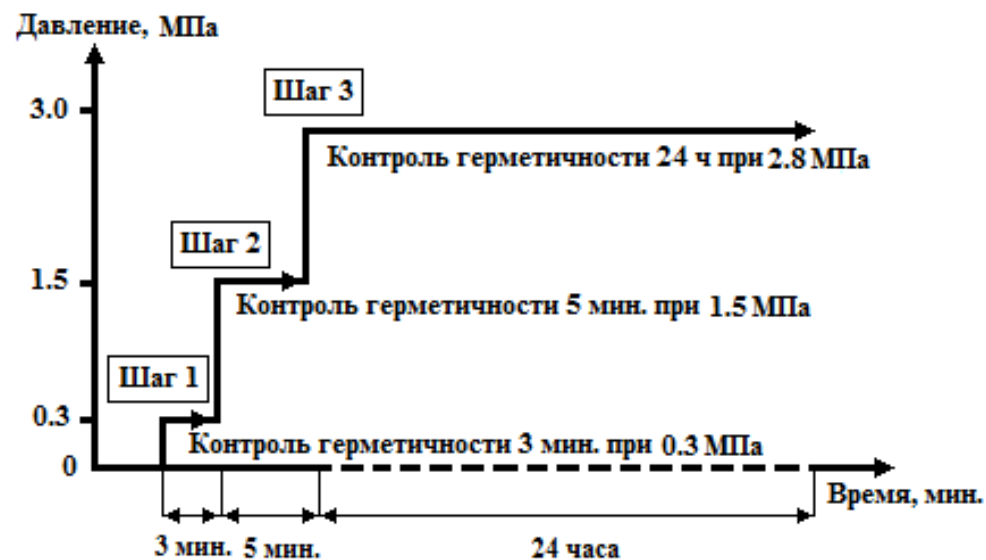 Давление, МПа
3.0
Шаг 3
Контроль герметичности 24 ч при 2.8 МПа
Шаг 2
1.5
Контроль герметичности 5 мин. при 1.5 МПа
Шаг 1
0.3
Контроль герметичности 3 мин. при 0.3 МПа
0
Время, мин.
3 мин. 5 мин. 24 часа